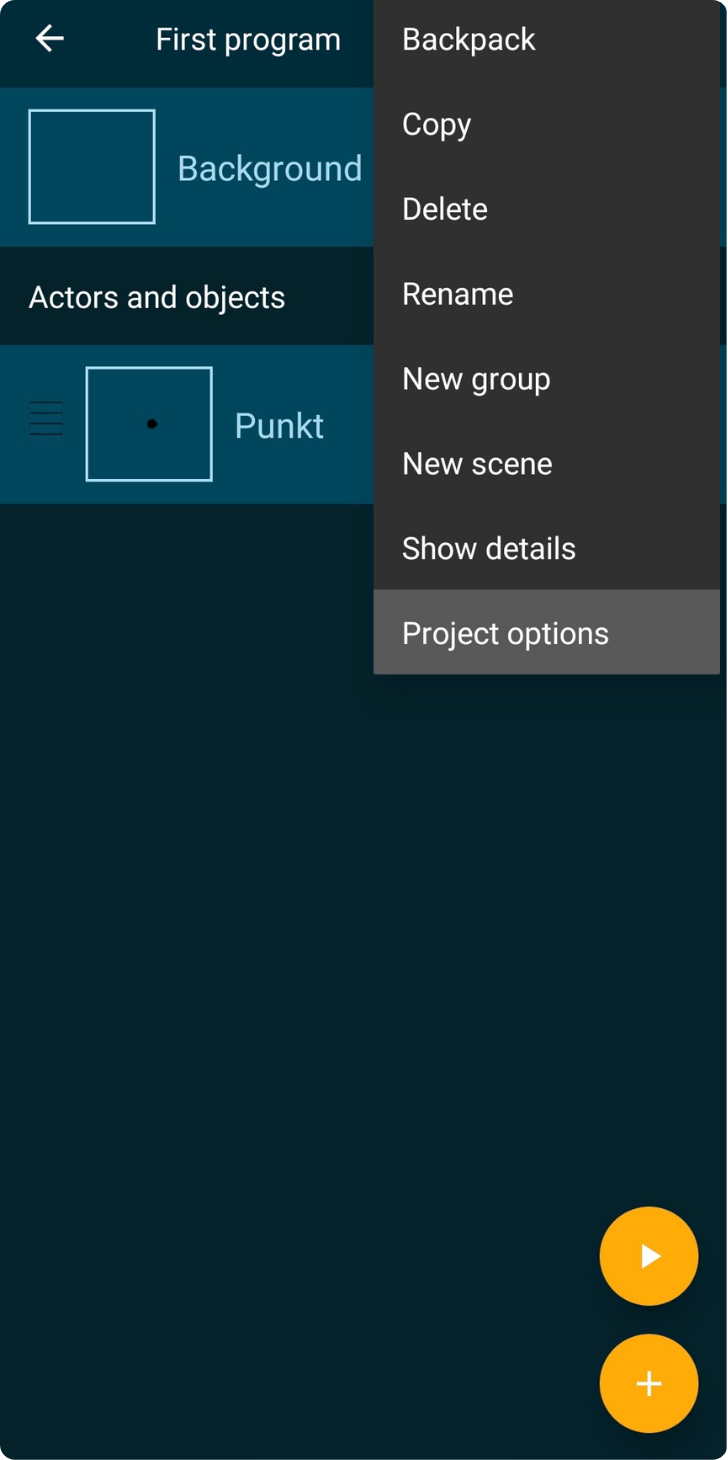 First program
Background
Actors and objects
Punkt
Backpack
Copy
Delete
Rename
New group
New scene
Show details
Project options